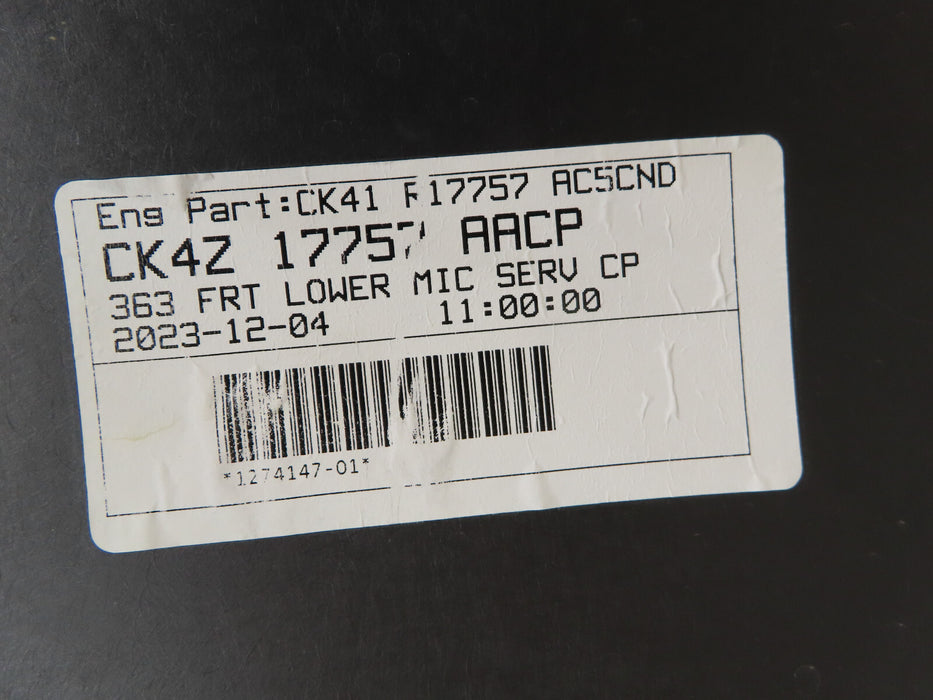 Eng Part:CK41 R17757 AC5CND
CK4Z 17757 AACP
363 FRT LOWER MIC SERV CP
2023-12-04 11:00:00
*1274147-01*